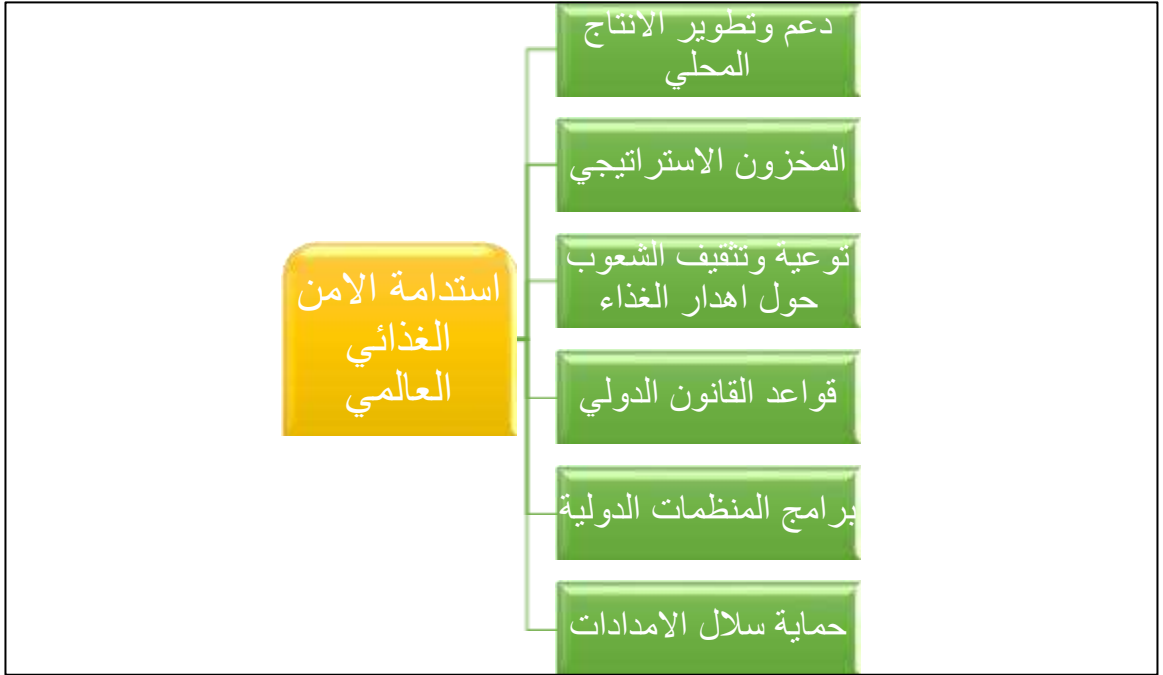 دعم وتطوير الانتاج
المحلي
المخزون الاستراتيجي
توعية وتثقيف الشعوب
حول اهدار الغذاء
استدامة الامن
الغذائي
العالمي
قواعد القانون الدولي
برامج المنظمات الدولية
حماية سلال الامدادات